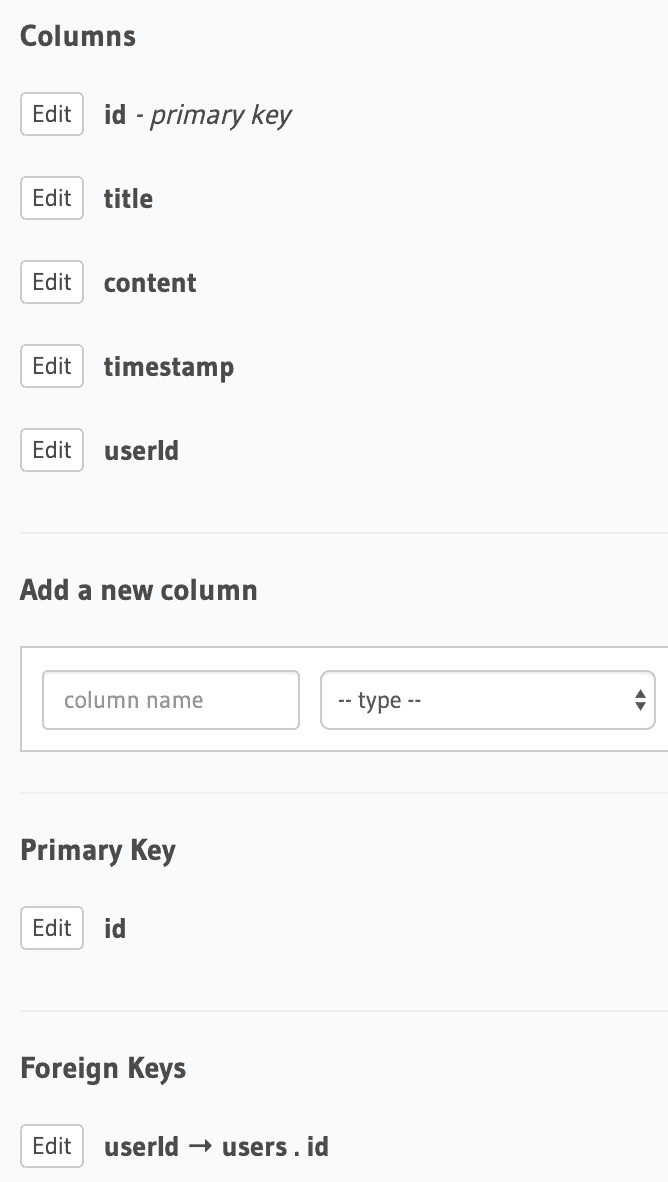 Columns
Edit id - primary key
Edit title
Edit content
Edit timestamp
Edit userId
Add a new column
column name -- type --
Primary Key
Edit id
Foreign Keys
Edit userId → users . id